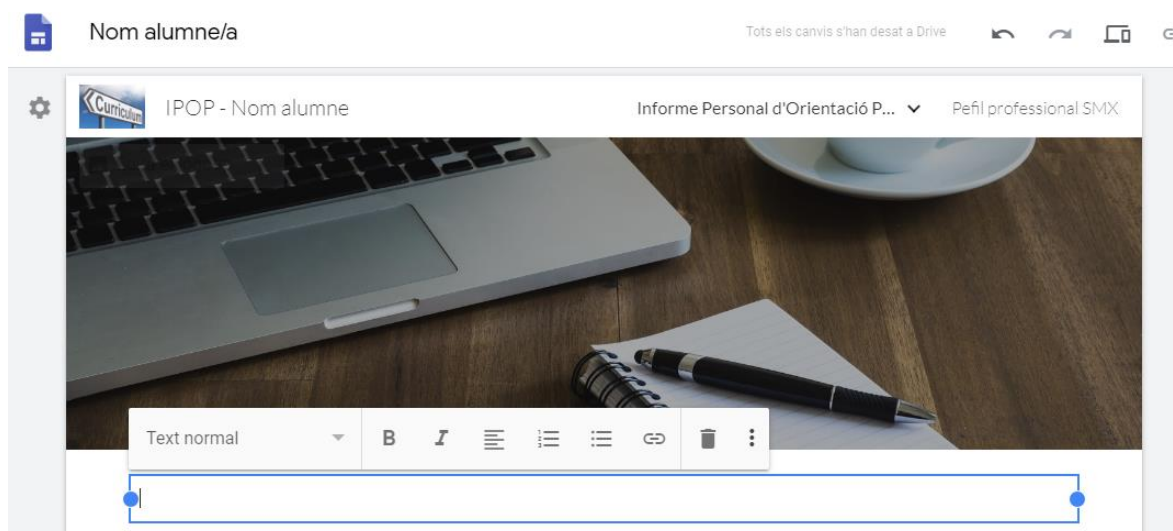 Nom alumne/a
Tots els canvis s'han desat a Drive
Curriculum
IPOP - Nom alumne
Informe Personal d'Orientació P...
Pefil professional SMX
Text normal
B I